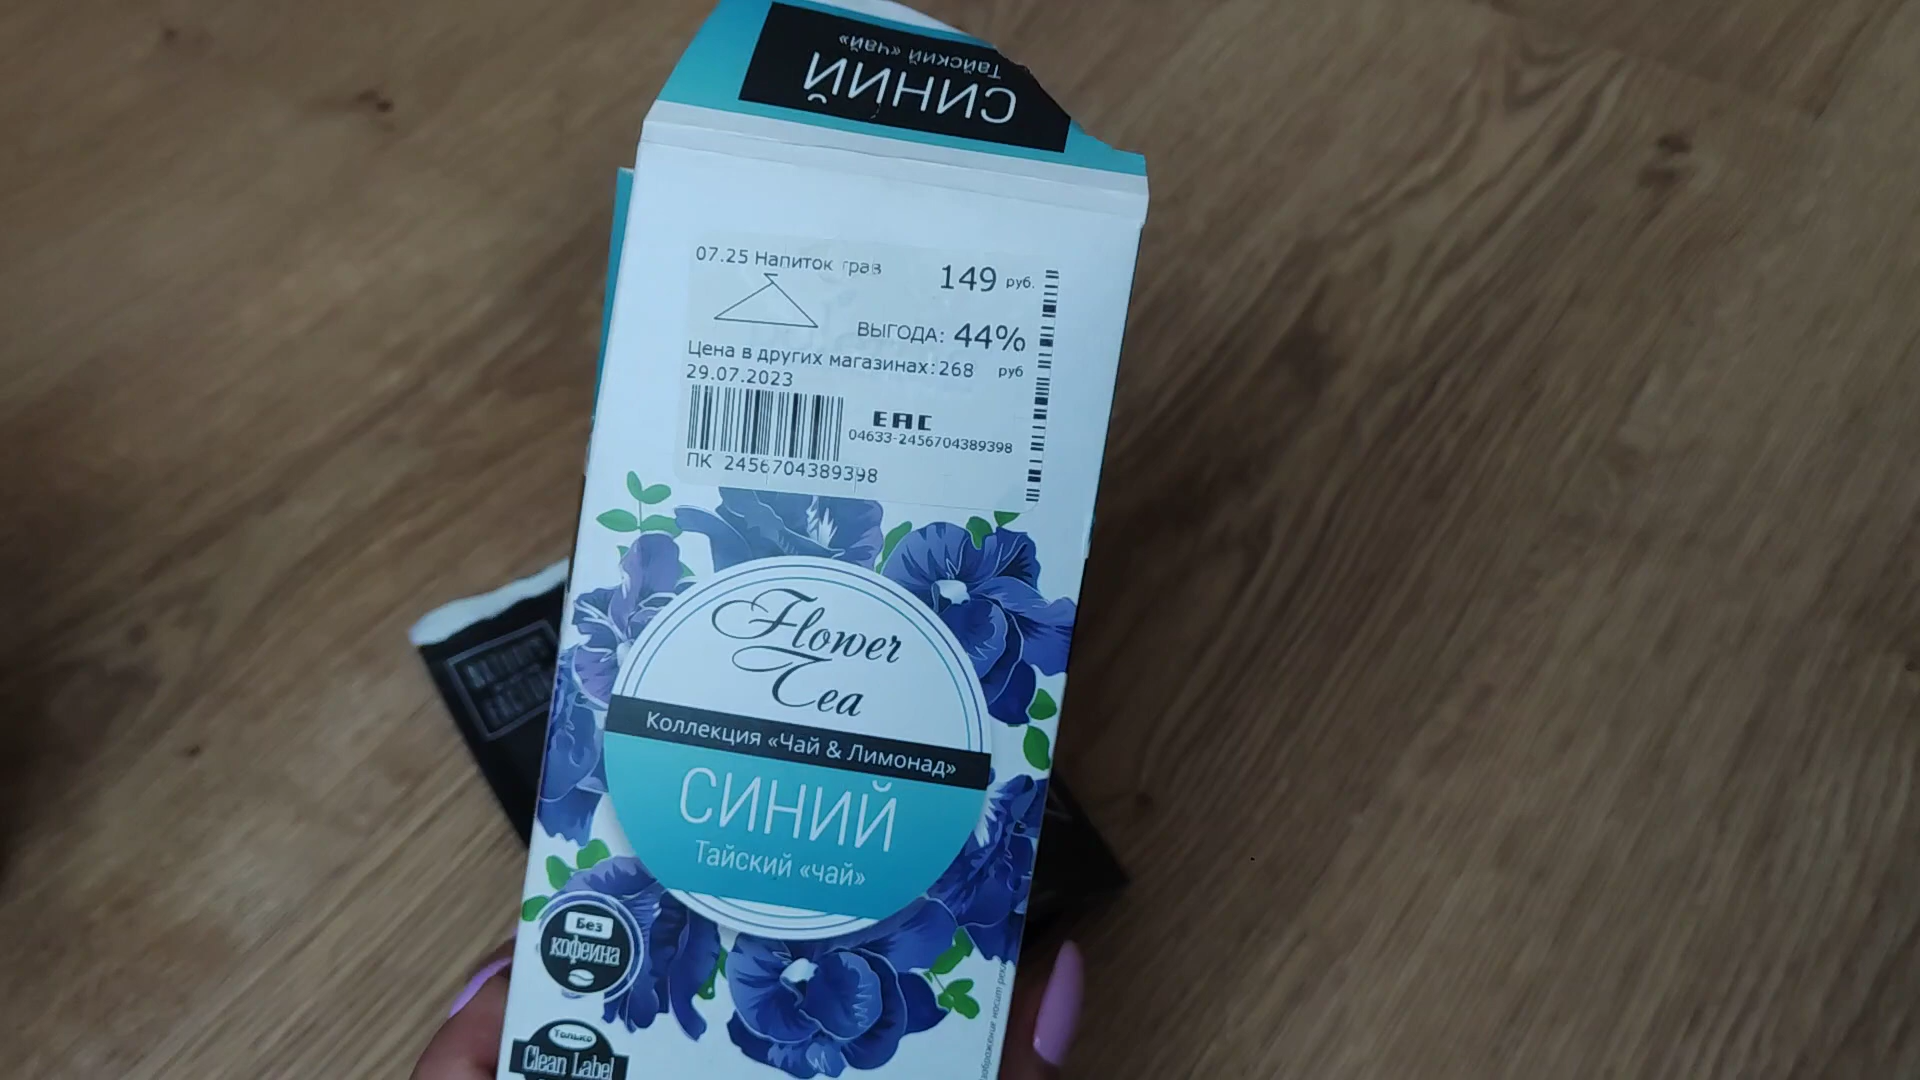 СИНИЙ
Тайский «чай»
07.25 Напиток трав
149 руб.
ВЫГОДА: 44%
Цена в других магазинах: 268 руб
29.07.2023
ЕАС
04633-2456704389398
ПК 2456704389398
Flower
Tea
Коллекция «Чай & Лимонад»
СИНИЙ
Тайский «чай»
Без
кофеина
Только
Clean Label